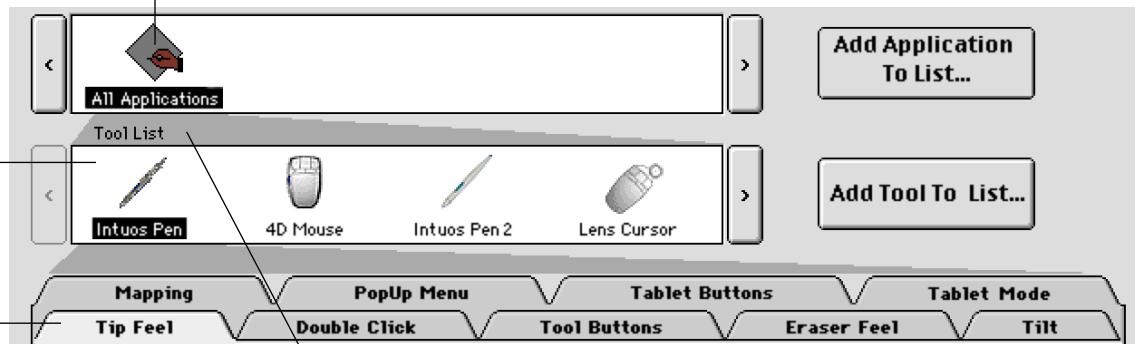 Add Application
To List...
All Applications
Tool List
Intuos Pen
4D Mouse
Intuos Pen 2
Lens Cursor
Add Tool To List...
Mapping
PopUp Menu
Tablet Buttons
Tablet Mode
Tip Feel
Double Click
Tool Buttons
Eraser Feel
Tilt